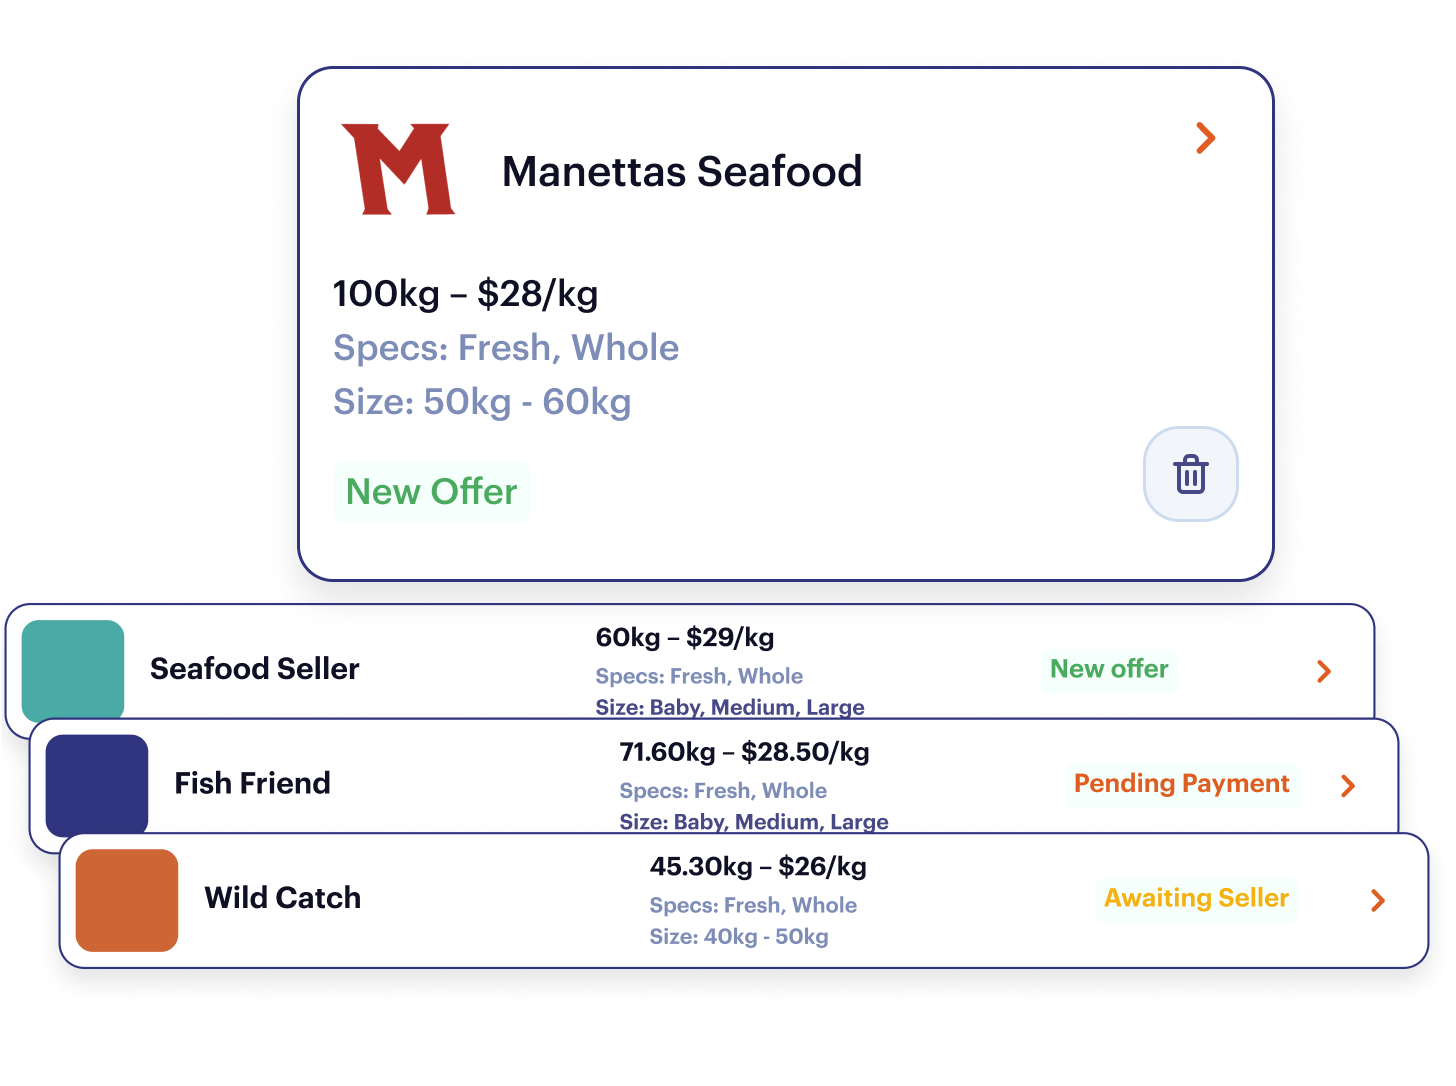 M
Manettas Seafood
100kg – $28/kg
Specs: Fresh, Whole
Size: 50kg - 60kg
New Offer
Seafood Seller
60kg – $29/kg
Specs: Fresh, Whole
Size: Baby, Medium, Large
New offer
Fish Friend
71.60kg – $28.50/kg
Specs: Fresh, Whole
Size: Baby, Medium, Large
Pending Payment
Wild Catch
45.30kg – $26/kg
Specs: Fresh, Whole
Size: 40kg - 50kg
Awaiting Seller